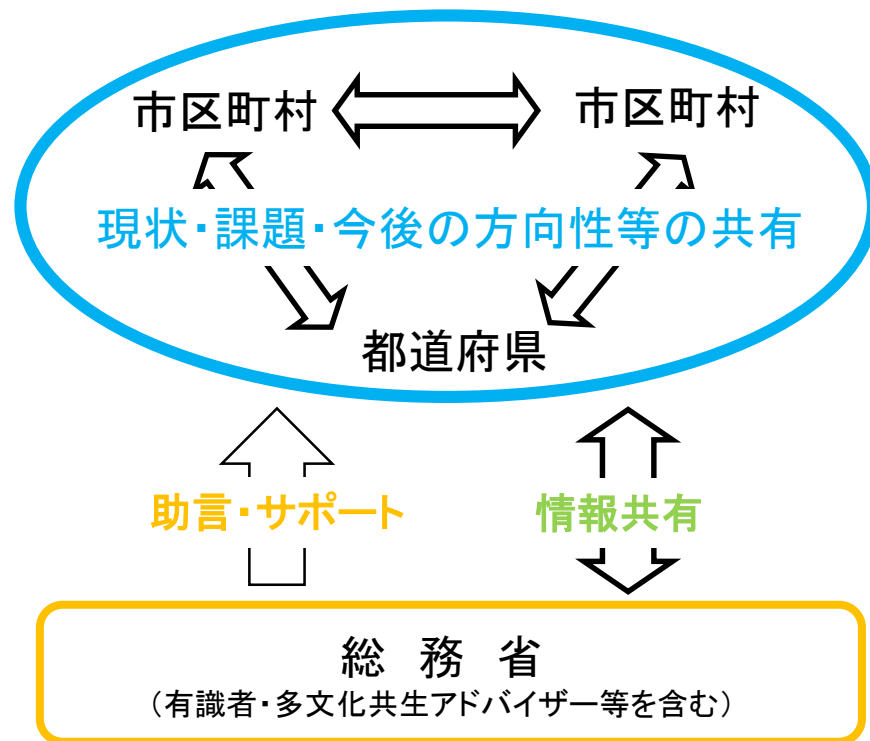 市区町村
市区町村
現状・課題・今後の方向性等の共有
都道府県
助言・サポート
情報共有
総 務 省
（有識者・多文化共生アドバイザー等を含む）